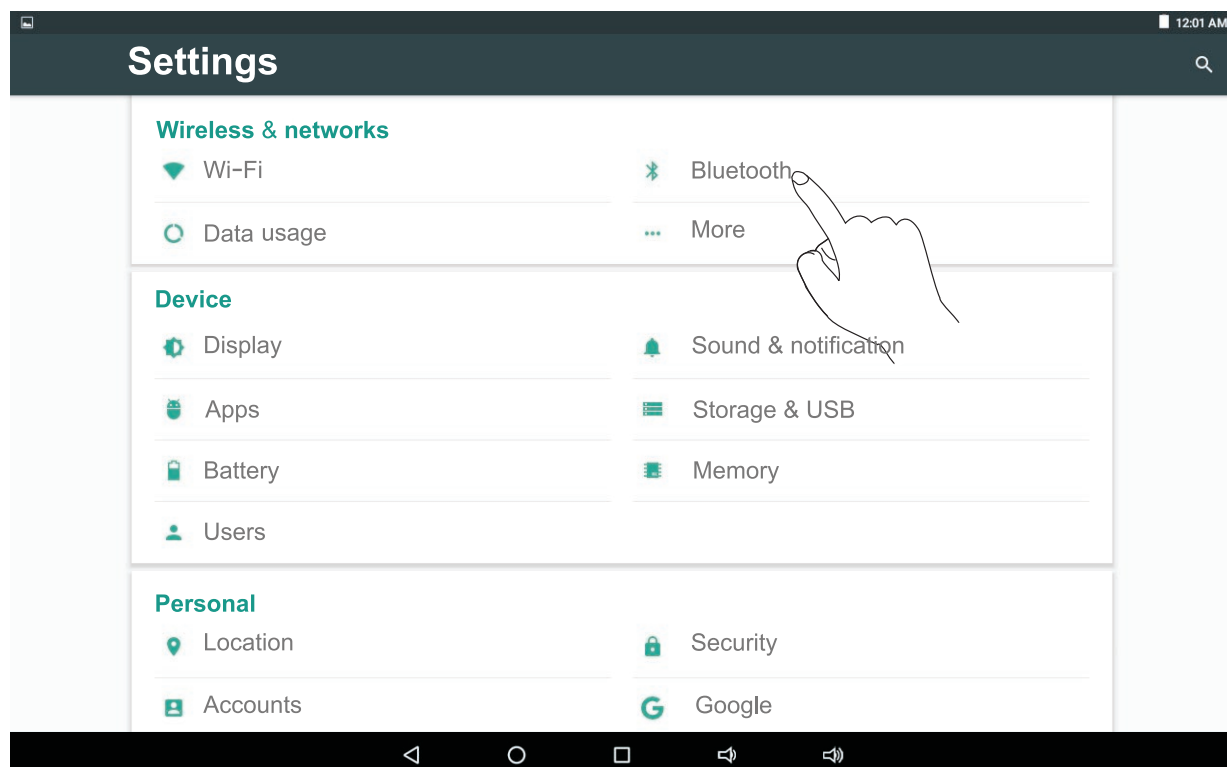 12:01 AM
Settings
Wireless & networks
Wi-Fi
Bluetooth
Data usage
More
Device
Display
Sound & notification
Apps
Storage & USB
Battery
Memory
Users
Personal
Location
Security
Accounts
Google